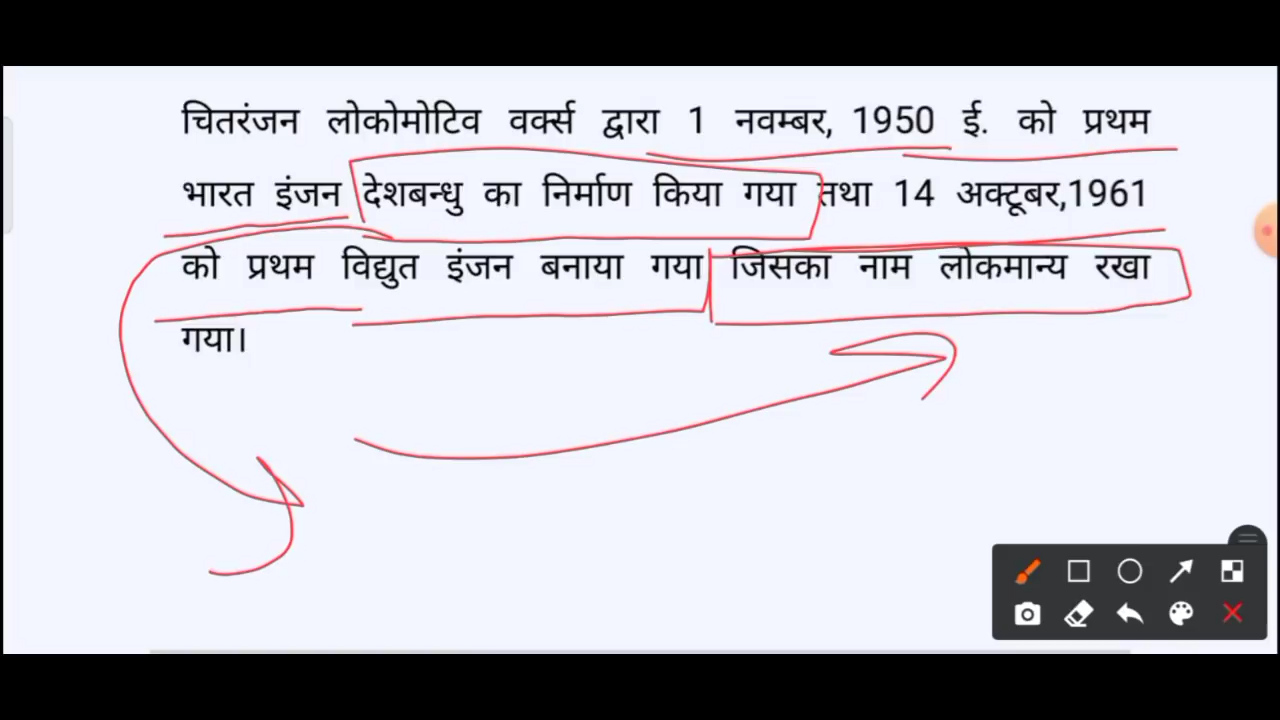 चितरंजन लोकोमोटिव वर्क्स द्वारा 1 नवम्बर, 1950 ई. को प्रथम
भारत इंजन देशबन्धु का निर्माण किया गया तथा 14 अक्टूबर,1961
को प्रथम विद्युत इंजन बनाया गया जिसका नाम लोकमान्य रखा
गया।